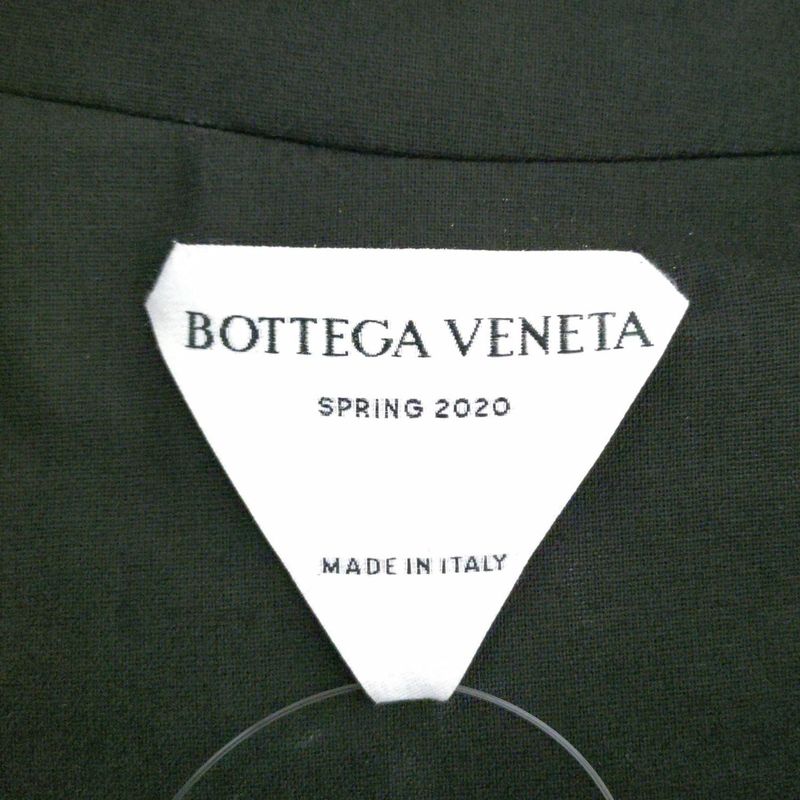 BOTTEGA VENETA
SPRING 2020
MADE IN ITALY